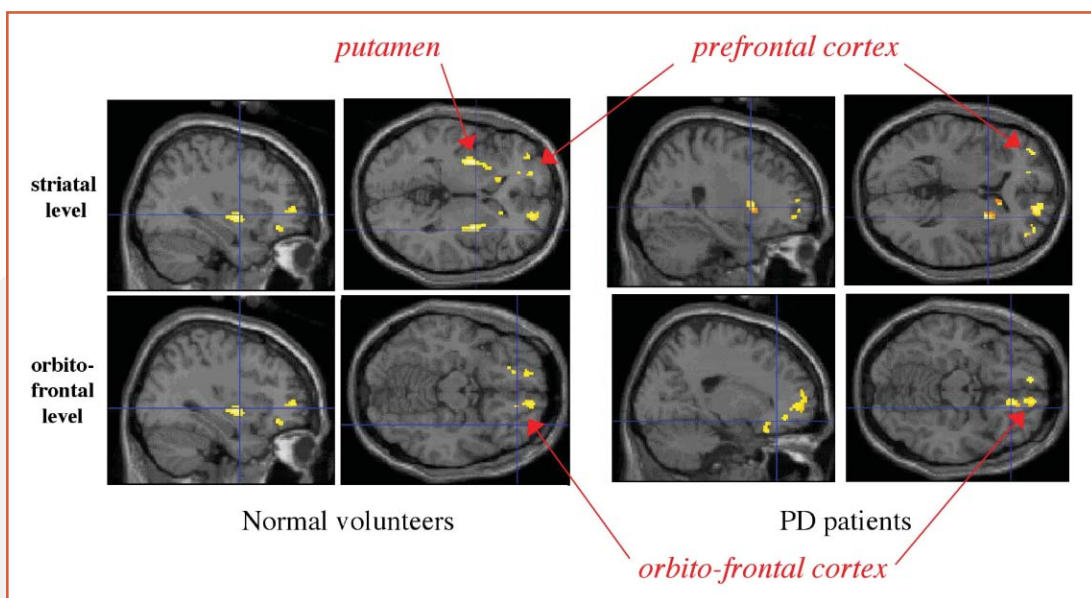 putamen
prefrontal cortex
striatal
level
orbito-
frontal
level
Normal volunteers
PD patients
orbito-frontal cortex